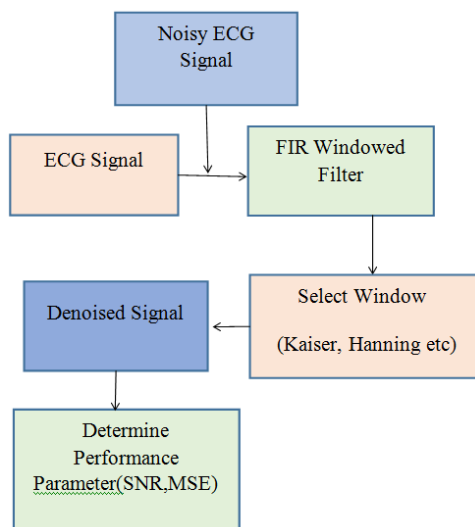 Noisy ECG
Signal
ECG Signal
FIR Windowed
Filter
Select Window
(Kaiser, Hanning etc)
Denoised Signal
Determine
Performance
Parameter(SNR,MSE)